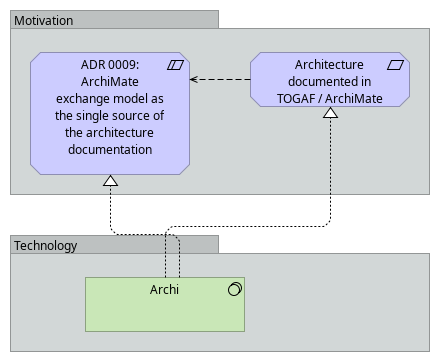 Motivation
ADR 0009:
ArchiMate
exchange model as
the single source of
the architecture
documentation
Architecture
documented in
TOGAF / ArchiMate
Technology
Archi